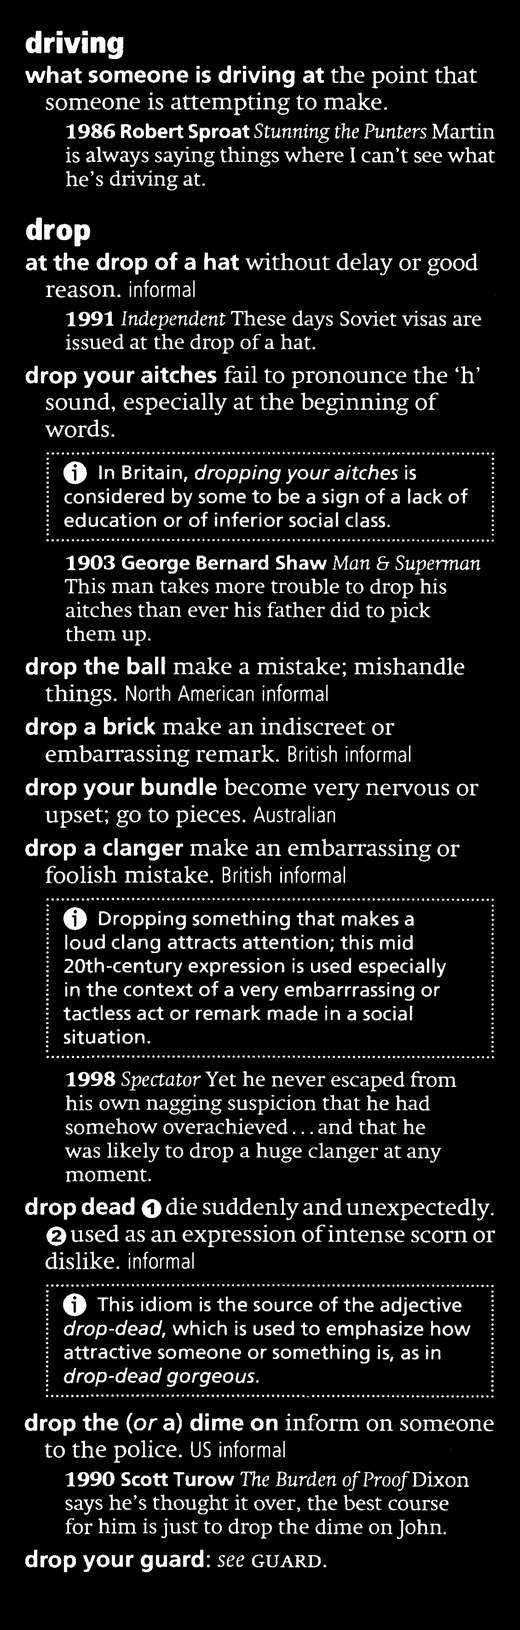 driving
what someone is driving at the point that
someone is attempting to make.
1986 Robert Sproat Stunning the Punters Martin
is always saying things where I can't see what
he's driving at.
drop
at the drop of a hat without delay or good
reason. informal
1991 Independent These days Soviet visas are
issued at the drop of a hat.
drop your aitches fail to pronounce the ‘h’
sound, especially at the beginning of
words.
ⓘ In Britain, dropping your aitches is
considered by some to be a sign of a lack of
education or of inferior social class.
1903 George Bernard Shaw Man & Superman
This man takes more trouble to drop his
aitches than ever his father did to pick
them up.
drop the ball make a mistake; mishandle
things. North American informal
drop a brick make an indiscreet or
embarrassing remark. British informal
drop your bundle become very nervous or
upset; go to pieces. Australian
drop a clanger make an embarrassing or
foolish mistake. British informal
ⓘ Dropping something that makes a
loud clang attracts attention; this mid
20th-century expression is used especially
in the context of a very embarrrassing or
tactless act or remark made in a social
situation.
1998 Spectator Yet he never escaped from
his own nagging suspicion that he had
somehow overachieved...and that he
was likely to drop a huge clanger at any
moment.
drop dead ❶ die suddenly and unexpectedly.
❷ used as an expression of intense scorn or
dislike. informal
ⓘ This idiom is the source of the adjective
drop-dead, which is used to emphasize how
attractive someone or something is, as in
drop-dead gorgeous.
drop the (or a) dime on inform on someone
to the police. US informal
1990 Scott Turow The Burden of Proof Dixon
says he's thought it over, the best course
for him is just to drop the dime on John.
drop your guard: see GUARD.